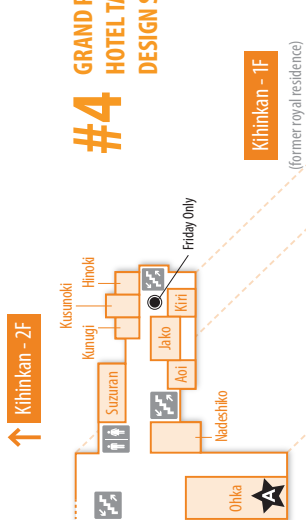 Kihinkan - 2F
#4
GRAND P
HOTEL TA
DESIGN S
Kihinkan - 1F
(former royal residence)
Hinoki
Kusunoki
Kunugi
Suzuran
Friday Only
Kiri
Jako
Aoi
Nadeshiko
Ohka
A